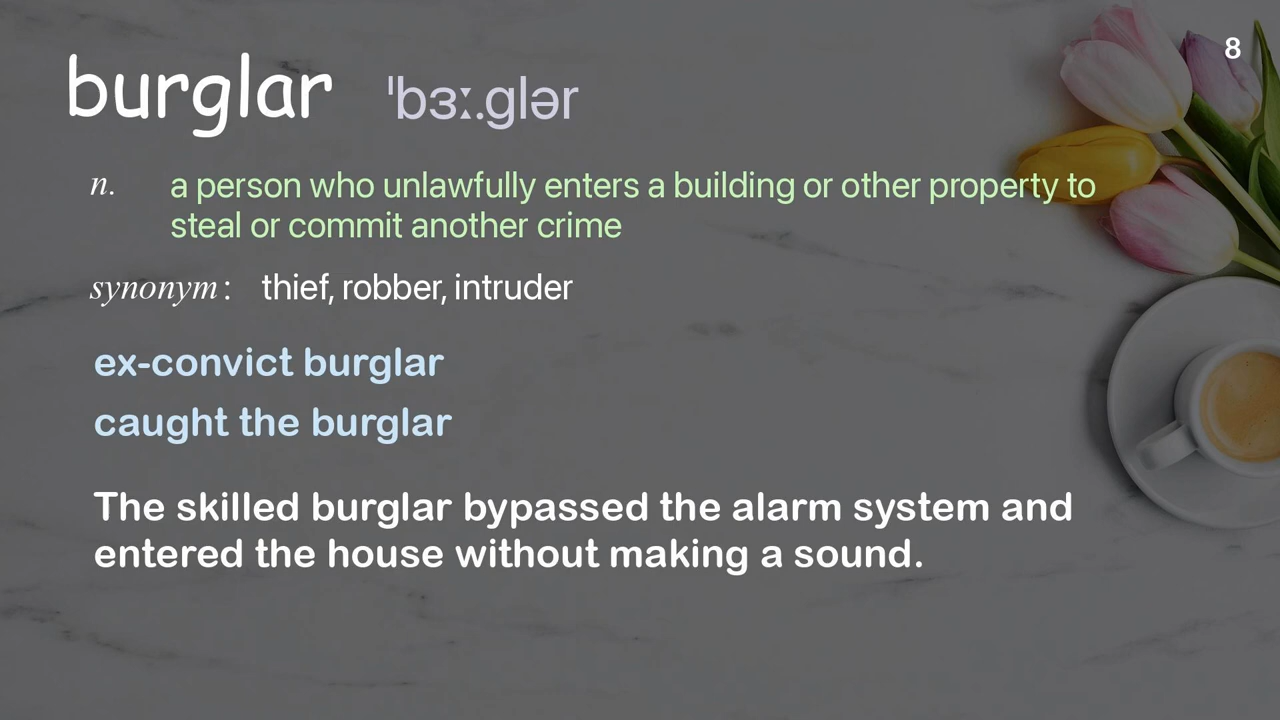 8
burglar ˈbɜː.ɡlər
n. a person who unlawfully enters a building or other property to
steal or commit another crime
synonym: thief, robber, intruder
ex-convict burglar
caught the burglar
The skilled burglar bypassed the alarm system and
entered the house without making a sound.